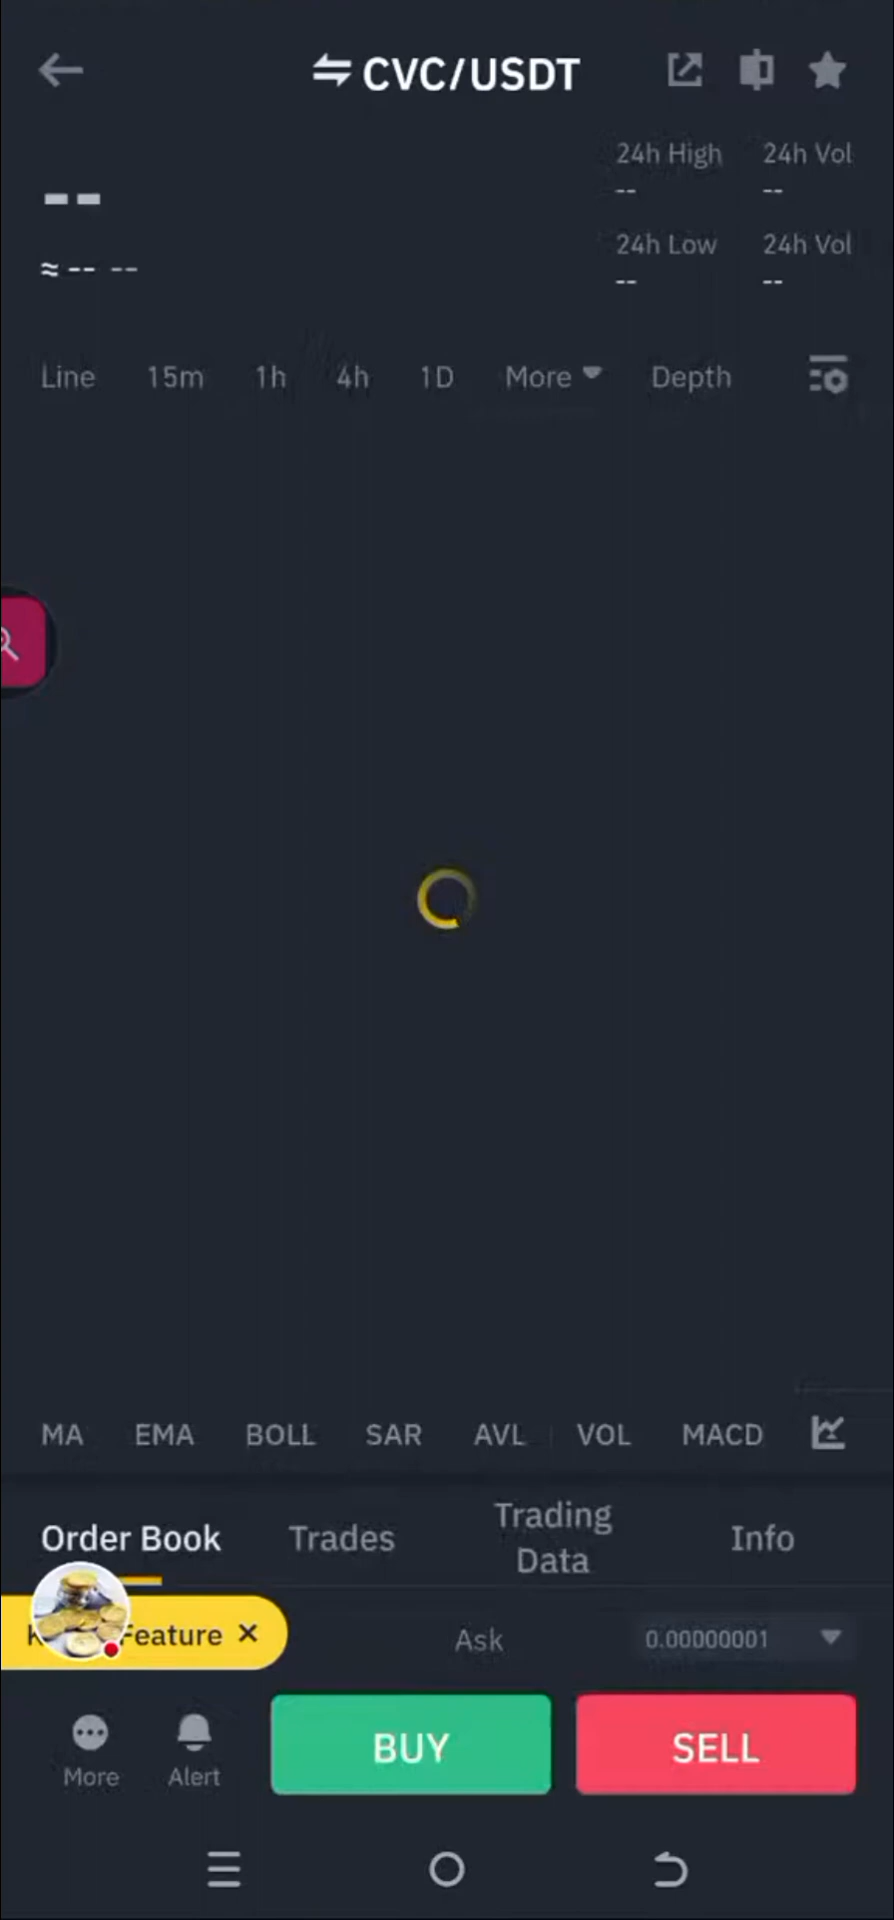 CVC/USDT
24h High
24h Vol
--
--
--
24h Low
24h Vol
≈ -- --
--
--
Line 15m 1h 4h 1D More Depth
MA EMA BOLL SAR AVL VOL MACD
Order Book Trades Trading Data Info
Feature ×
Ask
0.00000001
More
Alert
BUY
SELL